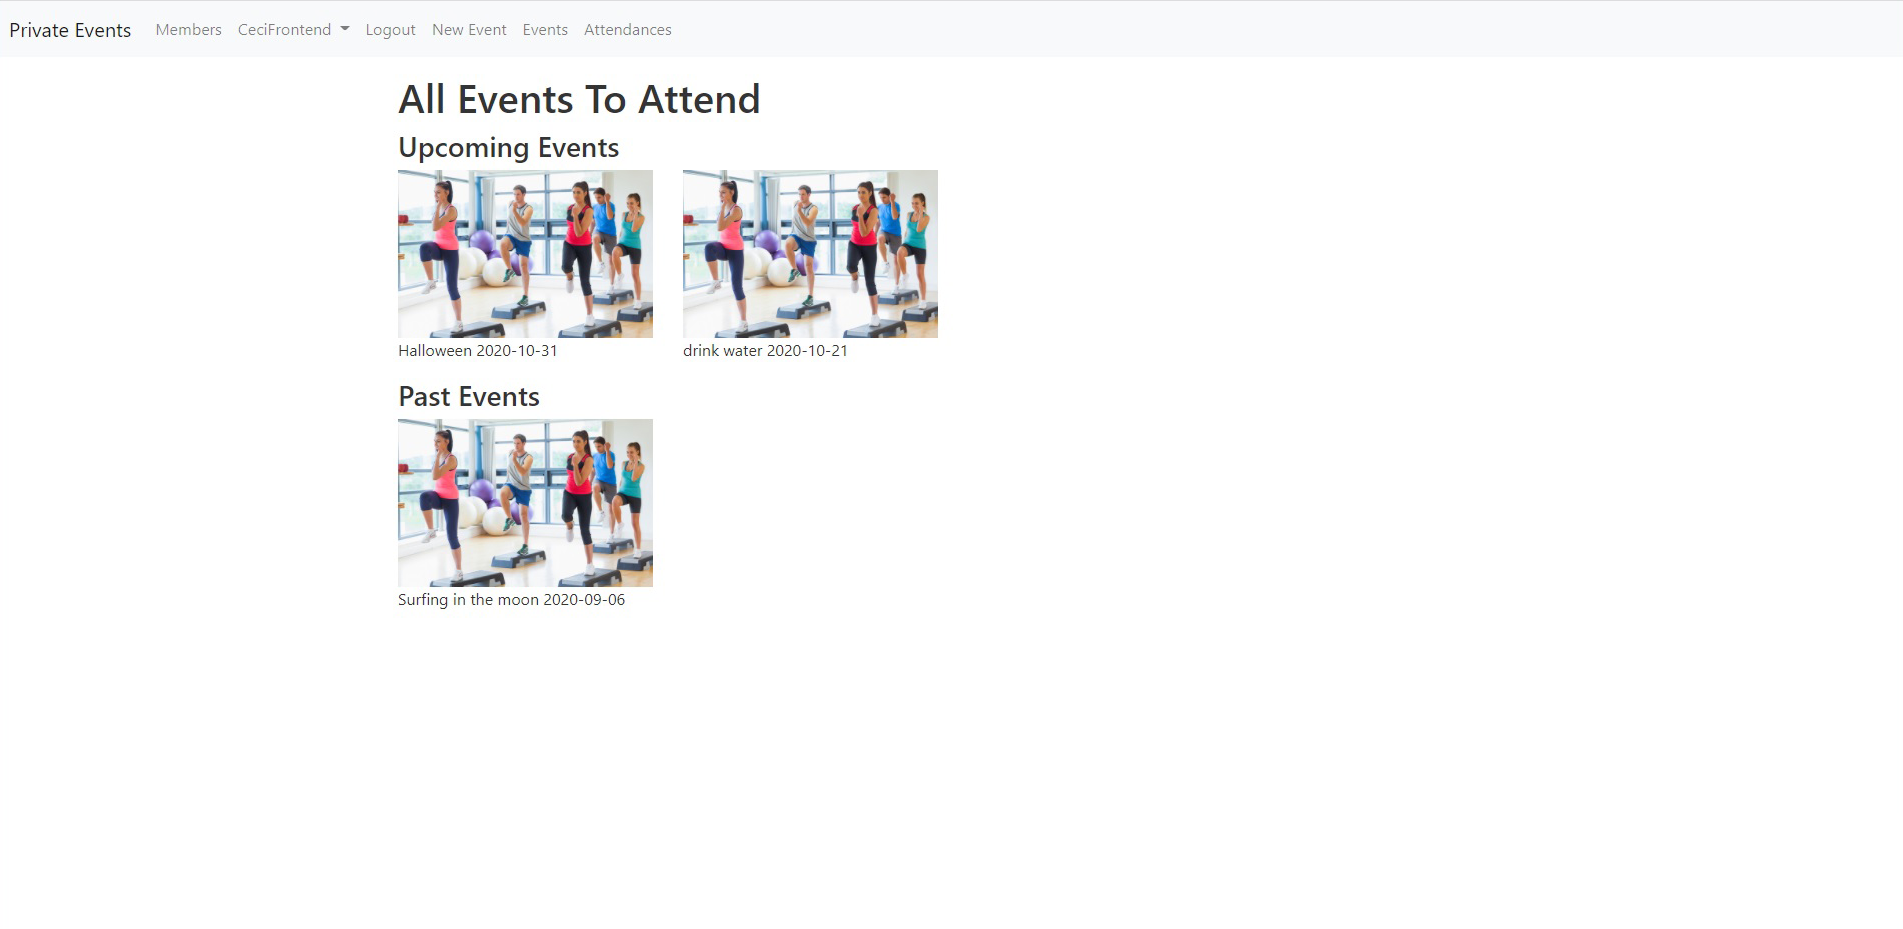 Private Events Members CeciFrontend Logout New Event Events Attendances
All Events To Attend
Upcoming Events
Halloween 2020-10-31
drink water 2020-10-21
Past Events
Surfing in the moon 2020-09-06